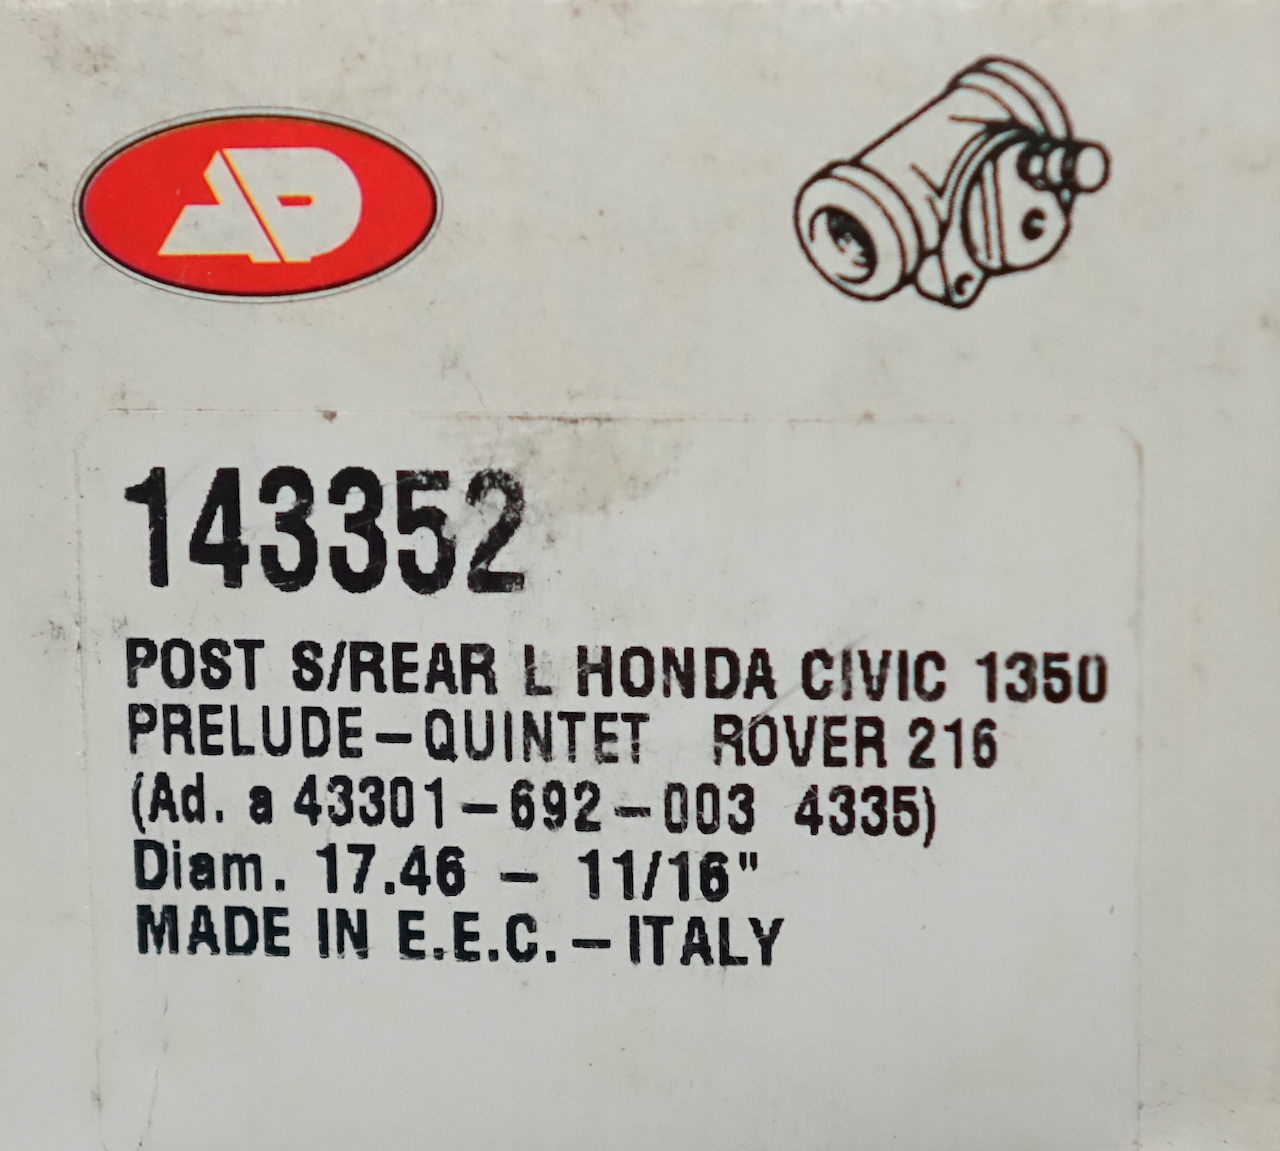 AP
143352
POST S/REAR L HONDA CIVIC 1350
PRELUDE-QUINTET ROVER 216
(Ad. a 43301-692-003 4335)
Diam. 17.46 - 11/16"
MADE IN E.E.C. - ITALY